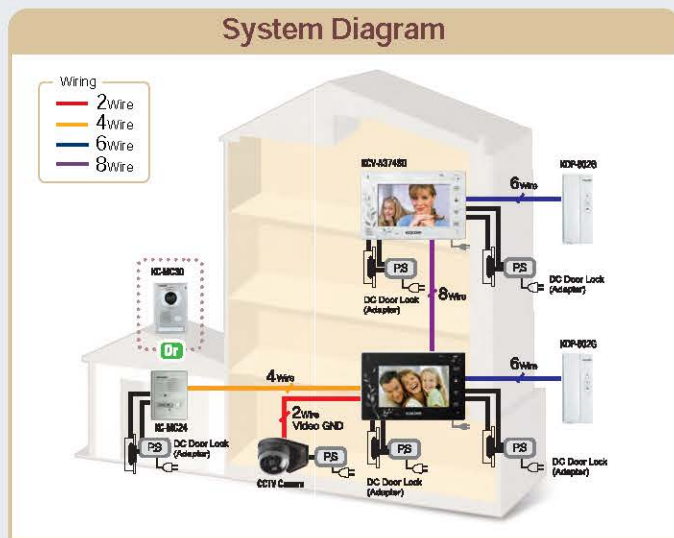 System Diagram
Wiring
2Wire
4Wire
6Wire
8Wire
KCV-A374SD
6Wire
KDP-602G
P.S
DC Door Lock
(Adapter)
P.S
DC Door Lock
(Adapter)
8Wire
KC-MC30
Or
4Wire
6Wire
KDP-602G
KC-MC24
2Wire
Video GND
P.S
DC Door Lock
(Adapter)
CCTV Camera
P.S
P.S
DC Door Lock
(Adapter)
P.S
DC Door Lock
(Adapter)